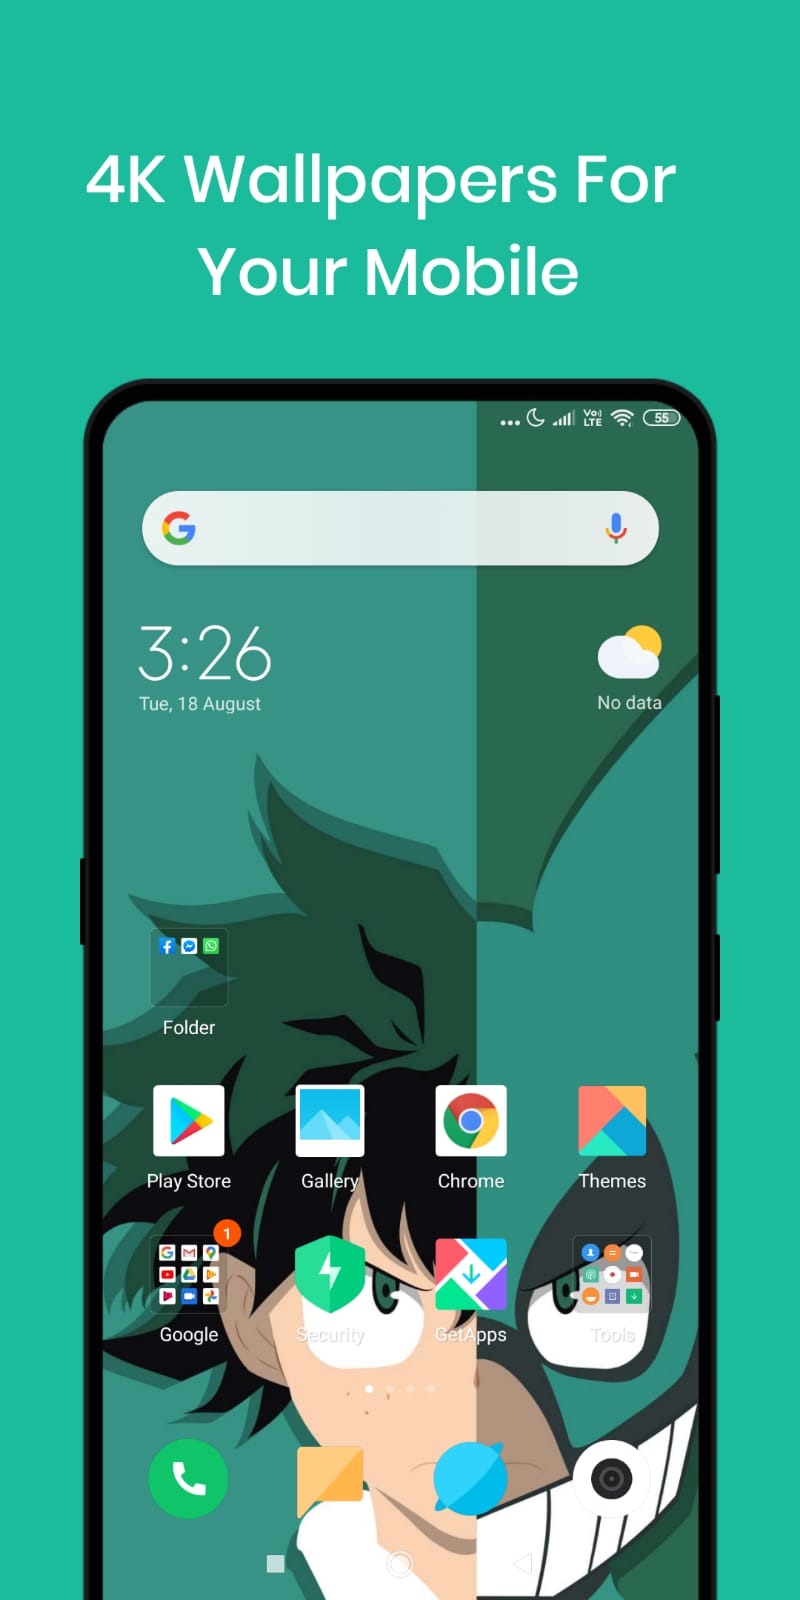 4K Wallpapers For
Your Mobile
Vo) LTE
55
3:26
Tue, 18 August
No data
Folder
Play Store
Gallery
Chrome
Themes
1
Google
Security
GetApps
Tools